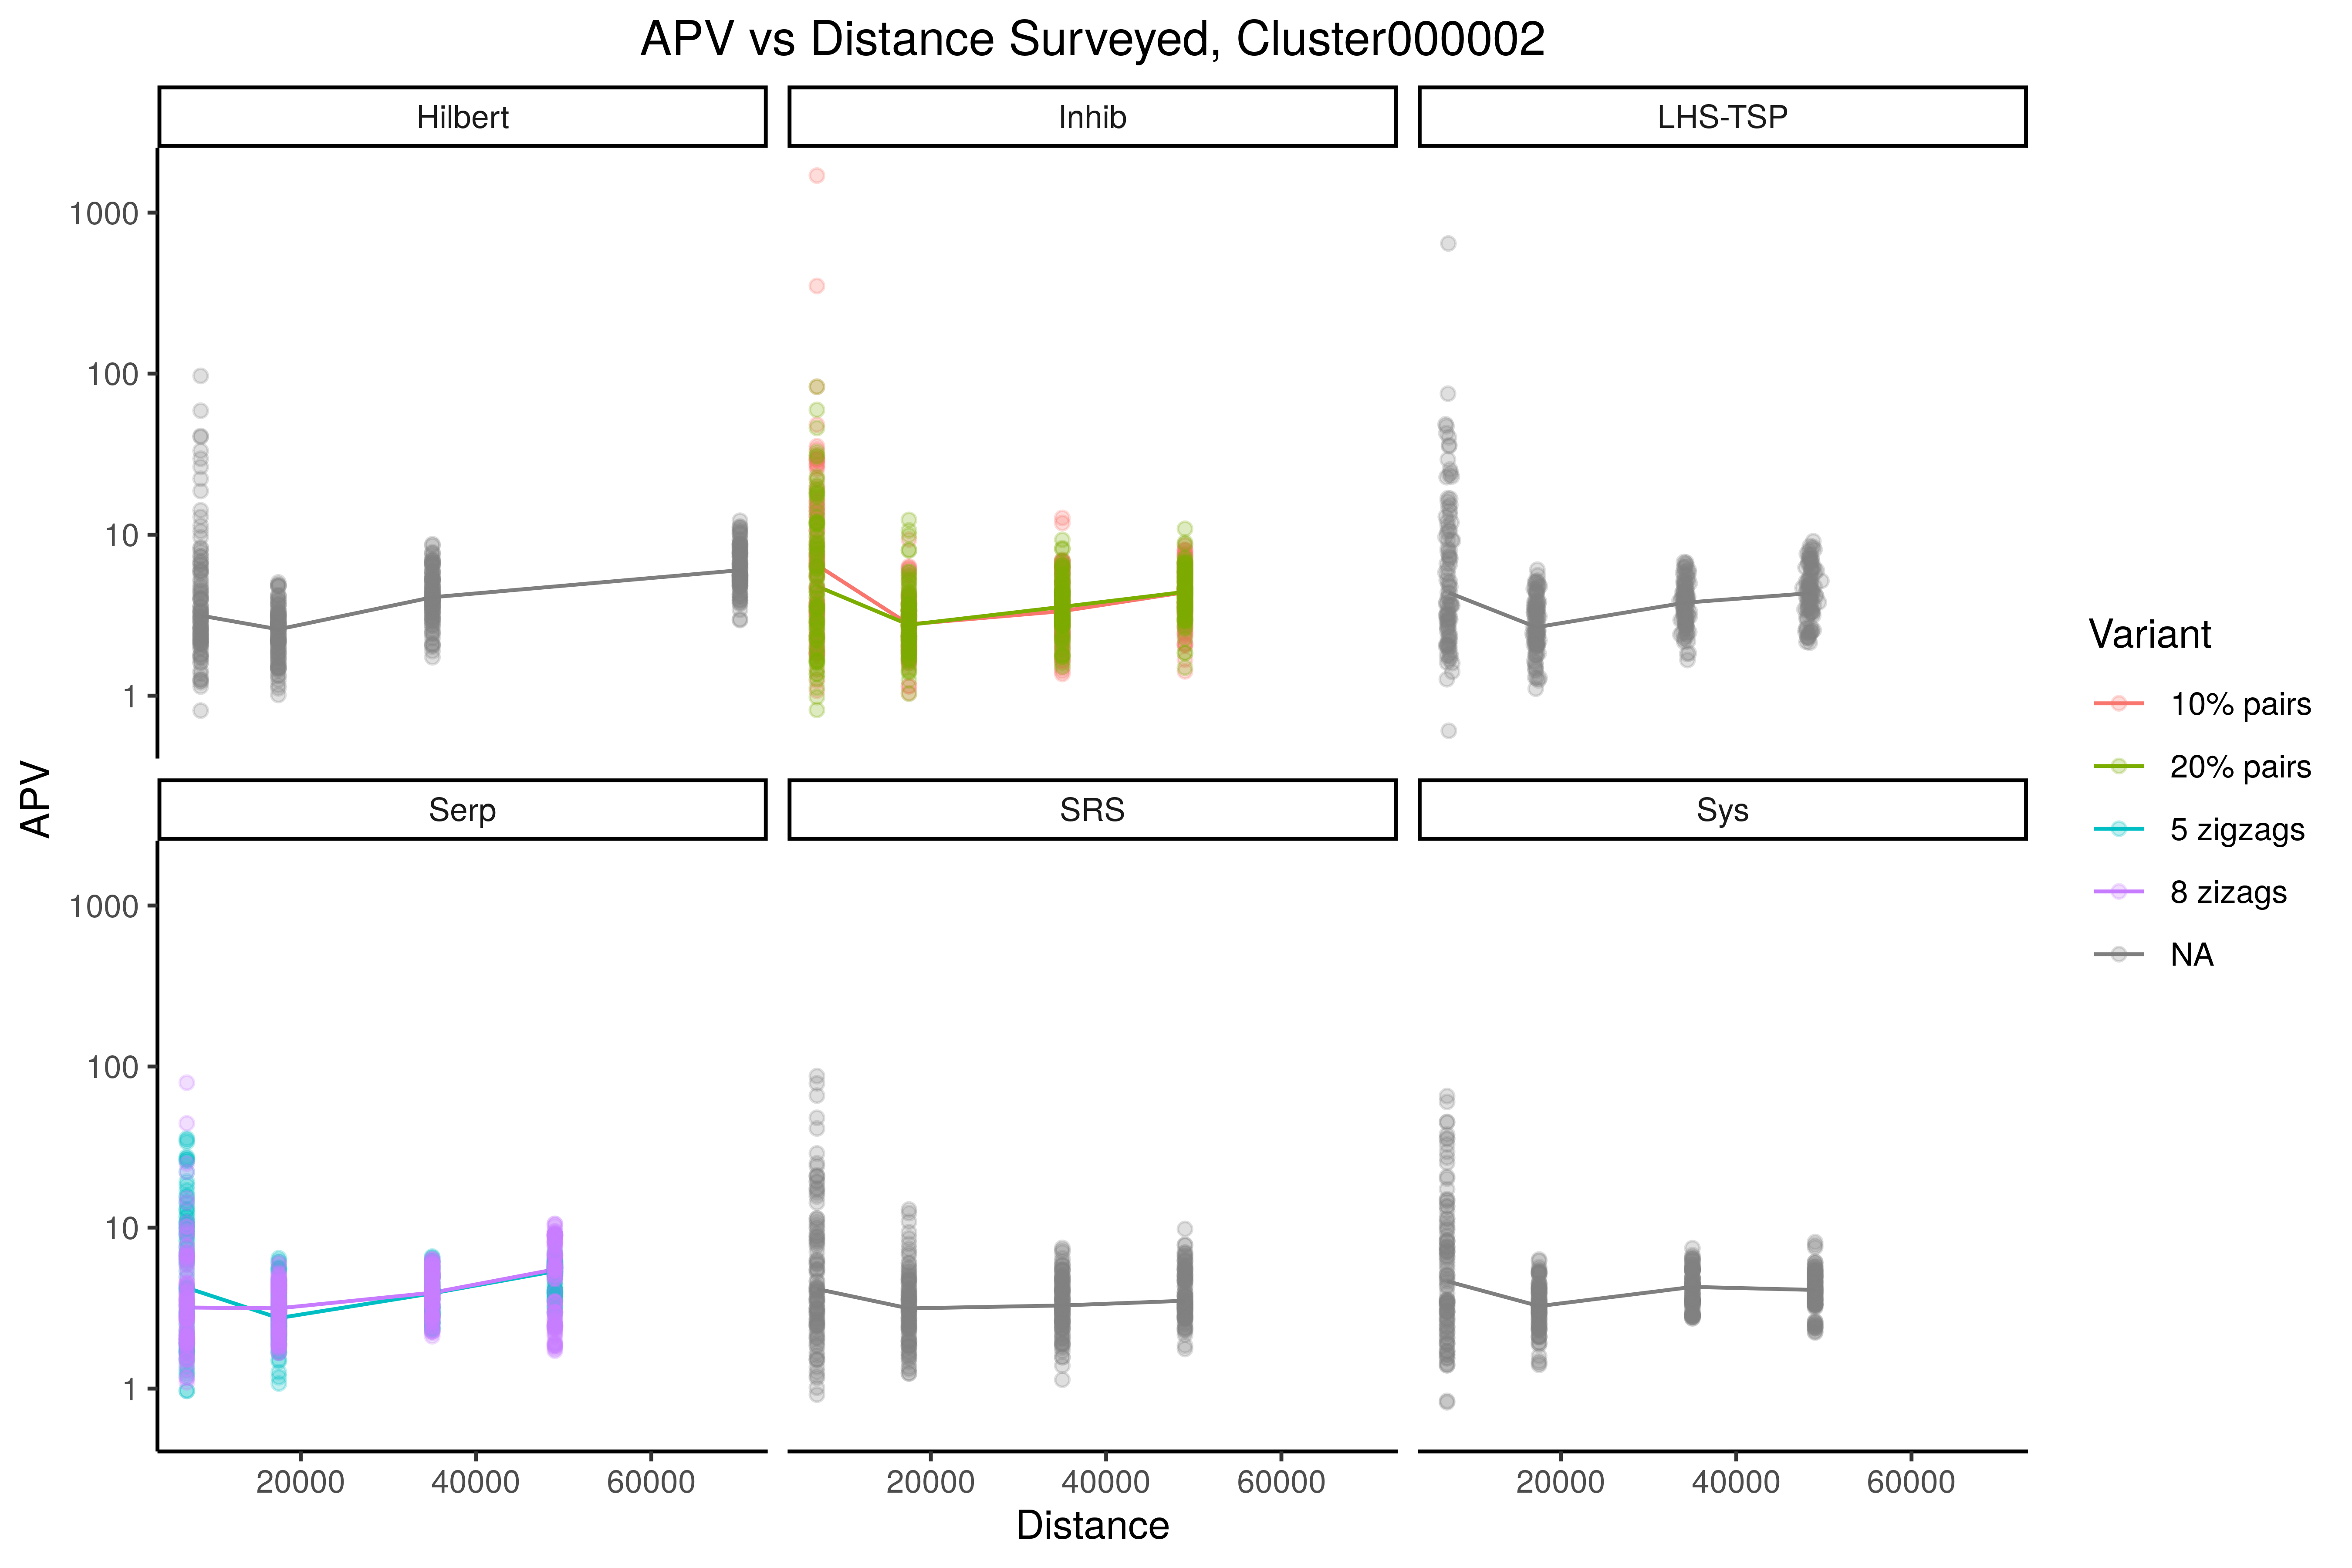 APV vs Distance Surveyed, Cluster000002
Hilbert
Inhib
LHS-TSP
1000
100
10
1
Serp
SRS
Sys
1000
100
10
1
APV
20000
40000
60000
20000
40000
60000
20000
40000
60000
Distance
Variant
10% pairs
20% pairs
5 zigzags
8 zizags
NA